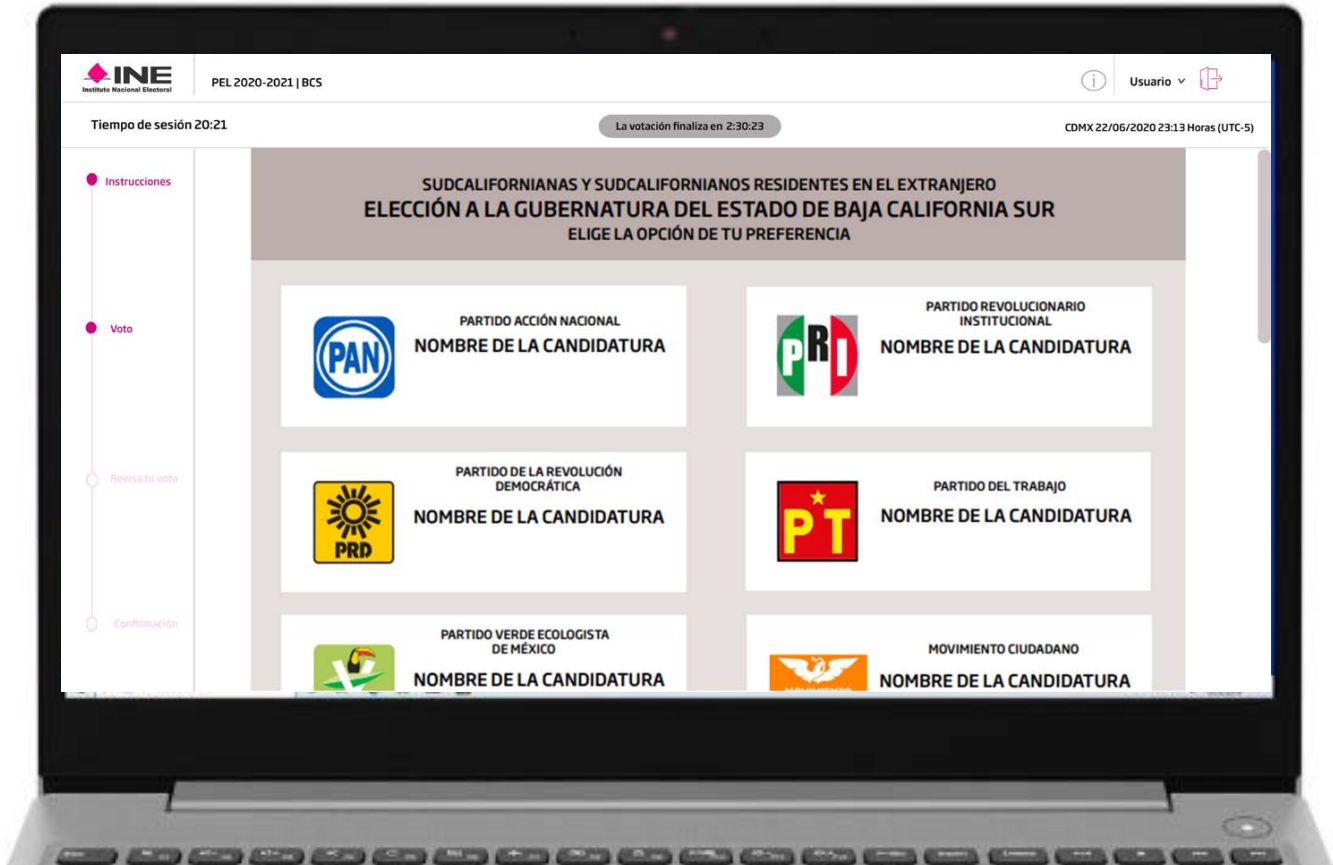 INE
Instituto Nacional Electoral
PEL 2020-2021 | BCS
i
Usuario
Tiempo de sesión 20:21
La votación finaliza en 2:30:23
CDMX 22/06/2020 23:13 Horas (UTC-5)
Instrucciones
Voto
Revisa tu voto
Confirmación
SUDCALIFORNIANAS Y SUDCALIFORNIANOS RESIDENTES EN EL EXTRANJERO
ELECCIÓN A LA GUBERNATURA DEL ESTADO DE BAJA CALIFORNIA SUR
ELIGE LA OPCIÓN DE TU PREFERENCIA
PAN
PARTIDO ACCIÓN NACIONAL
NOMBRE DE LA CANDIDATURA
PRI
PARTIDO REVOLUCIONARIO
INSTITUCIONAL
NOMBRE DE LA CANDIDATURA
PRD
PARTIDO DE LA REVOLUCIÓN
DEMOCRÁTICA
NOMBRE DE LA CANDIDATURA
PT
PARTIDO DEL TRABAJO
NOMBRE DE LA CANDIDATURA
PARTIDO VERDE ECOLOGISTA
DE MÉXICO
NOMBRE DE LA CANDIDATURA
MOVIMIENTO CIUDADANO
NOMBRE DE LA CANDIDATURA